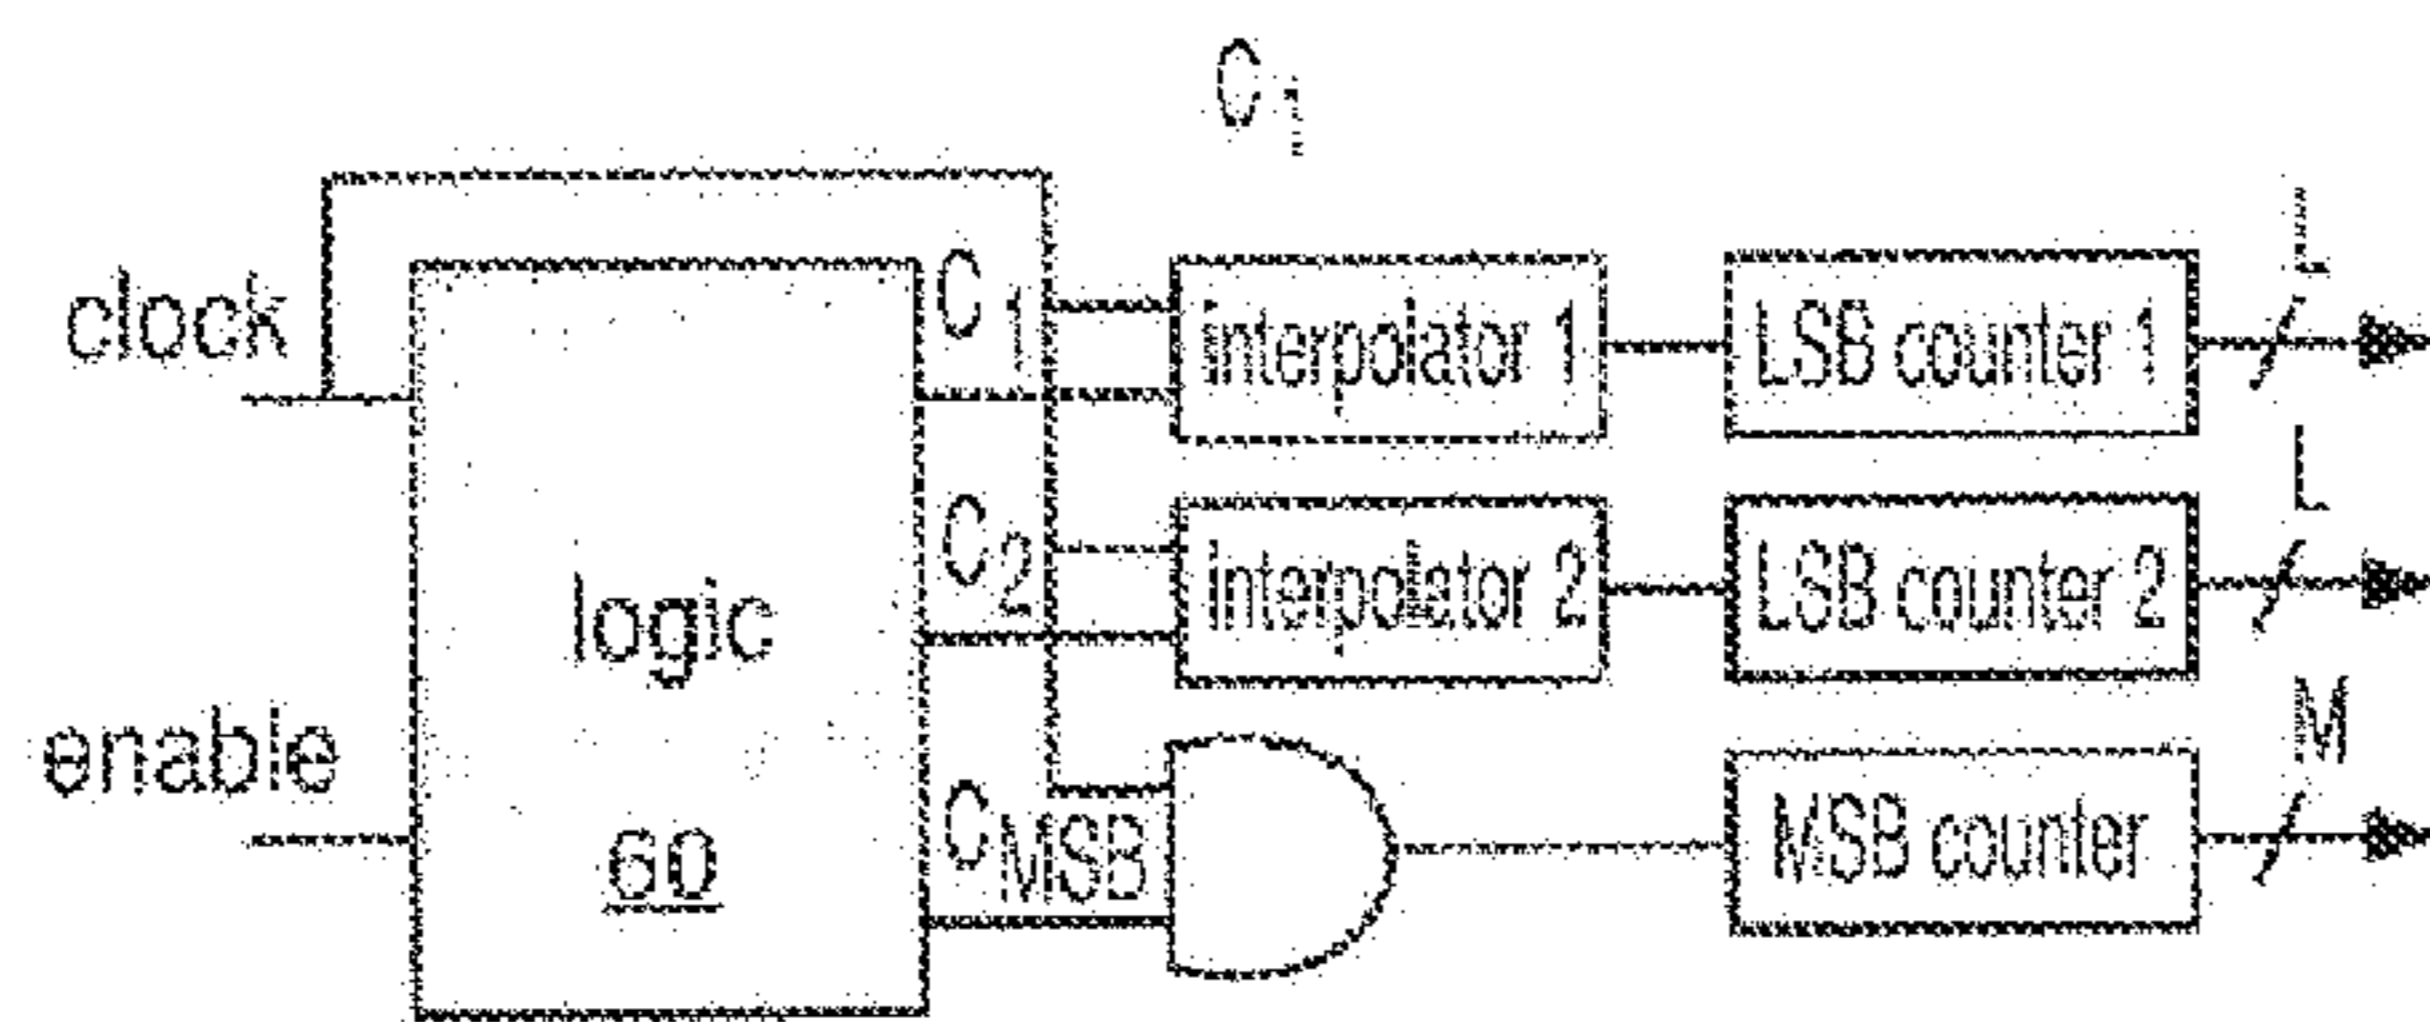 C1
clock
C1
interpolator 1
LSB counter 1
L
C2
interpolator 2
LSB counter 2
L
logic
enable
60
CMSB
MSB counter
M